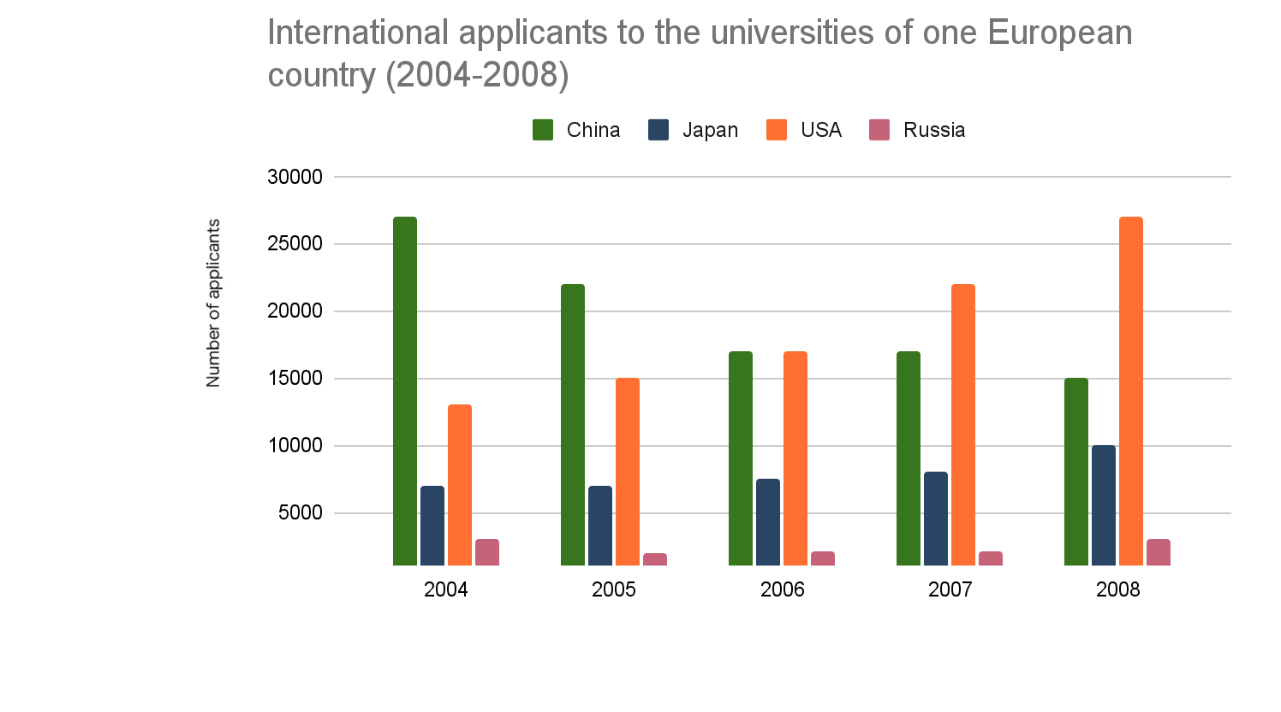 International applicants to the universities of one European
country (2004-2008)
China Japan USA Russia
Number of applicants
30000
25000
20000
15000
10000
5000
2004 2005 2006 2007 2008